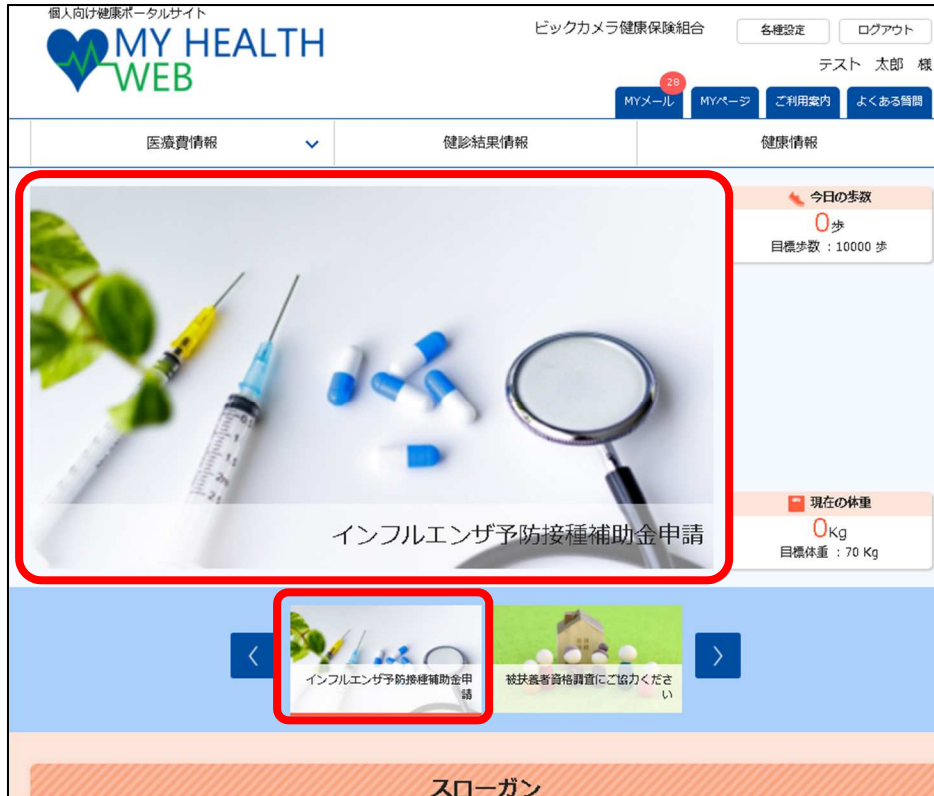 個人向け健康ポータルサイト
MY HEALTH
WEB
ビックカメラ健康保険組合
各種設定
ログアウト
テスト 太郎 様
28
MYメール
MYページ
ご利用案内
よくある質問
医療費情報
健診結果情報
健康情報
今日の歩数
0歩
目標歩数 : 10000 歩
インフルエンザ予防接種補助金申請
現在の体重
0Kg
目標体重 : 70 Kg
インフルエンザ予防接種補助金申
請
被扶養者資格調査にご協力くださ
い
スローガン